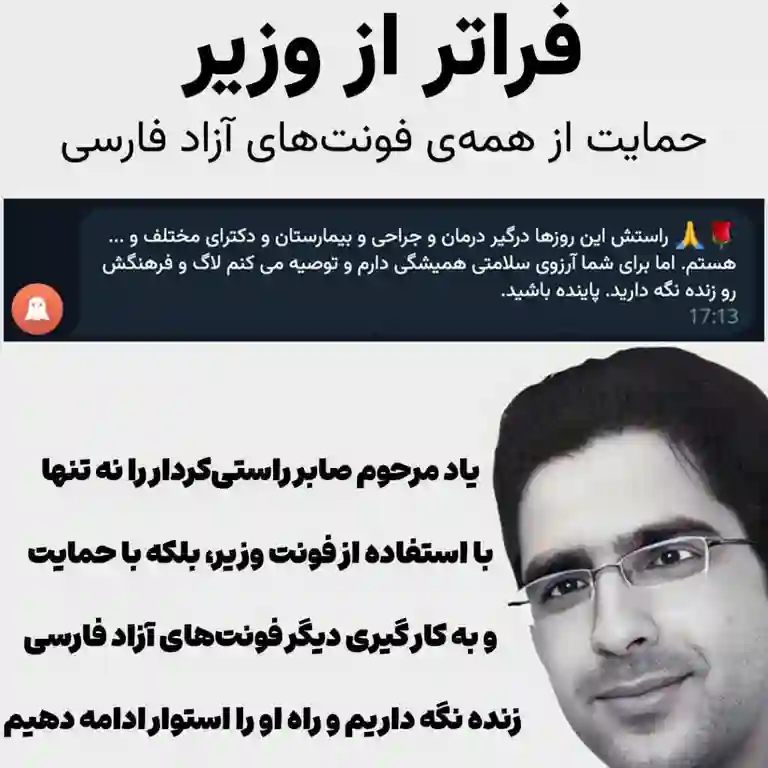 فراتر از وزیر
حمایت از همه‌ی فونت‌های آزاد فارسی
🌹🙏 راستش این روزها درگیر درمان و جراحی و بیمارستان و دکترای مختلف و ...
هستم. اما برای شما آرزوی سلامتی همیشگی دارم و توصیه می کنم لاگ و فرهنگش
رو زنده نگه دارید. پاینده باشید.
17:13
یاد مرحوم صابر راستی‌کردار را نه تنها
با استفاده از فونت وزیر، بلکه با حمایت
و به کارگیری دیگر فونت‌های آزاد فارسی
زنده نگه داریم و راه او را استوار ادامه دهیم